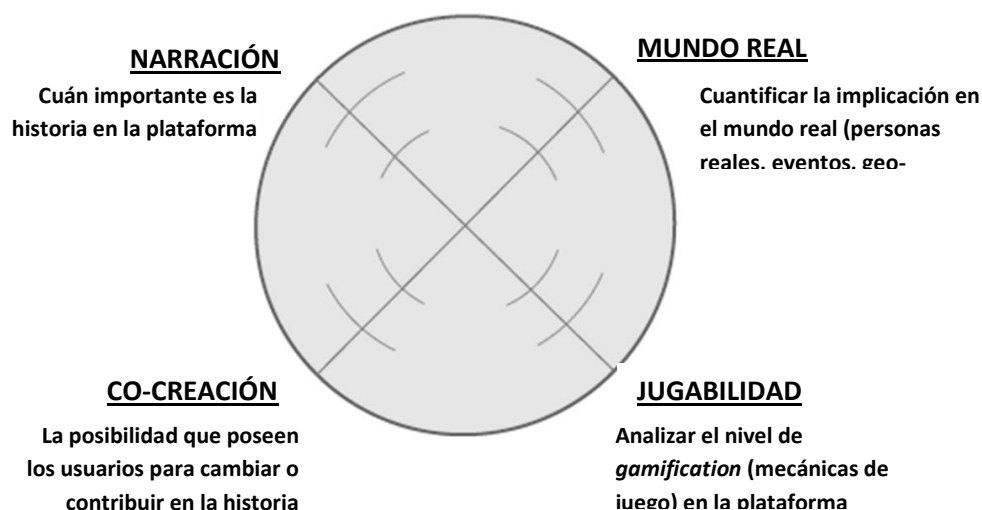 NARRACIÓN
Cuán importante es la
historia en la plataforma
MUNDO REAL
Cuantificar la implicación en
el mundo real (personas
reales, eventos, geo-
CO-CREACIÓN
La posibilidad que poseen
los usuarios para cambiar o
contribuir en la historia
JUGABILIDAD
Analizar el nivel de
gamification (mecánicas de
juego) en la plataforma